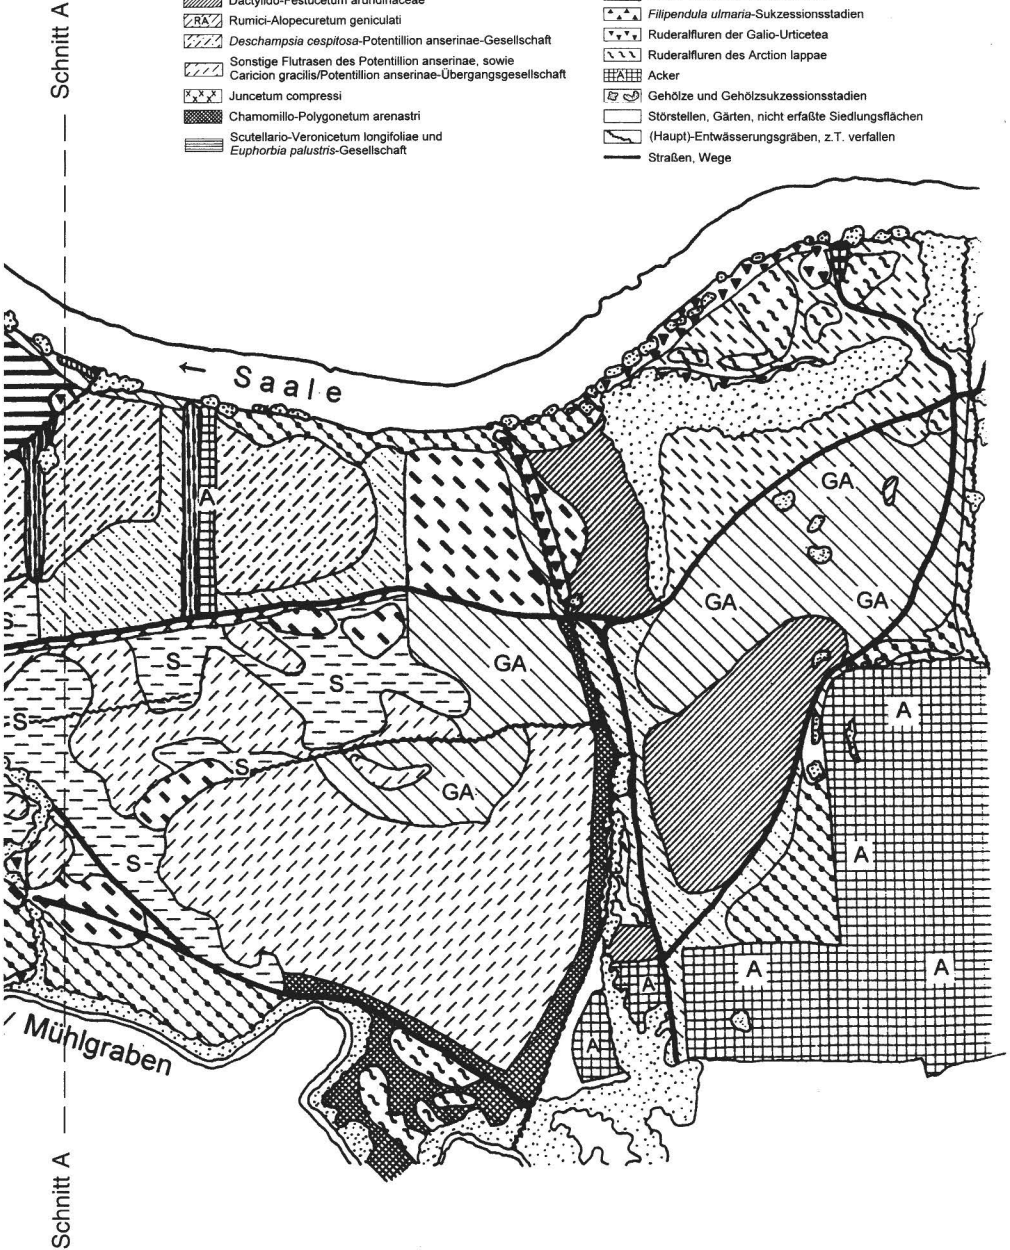 Dactylido-Festucetum arundinaceae
RA Rumici-Alopecuretum geniculati
Deschampsia cespitosa-Potentillion anserinae-Gesellschaft
Sonstige Flutrasen des Potentillion anserinae, sowie
Caricion gracilis/Potentillion anserinae-Übergangsgesellschaft
Juncetum compressi
Chamomillo-Polygonetum arenastri
Scutellario-Veronicetum longifoliae und
Euphorbia palustris-Gesellschaft
Filipendula ulmaria-Sukzessionsstadien
Ruderalfluren der Galio-Urticetea
Ruderalfluren des Arction lappae
A Acker
Gehölze und Gehölzsukzessionsstadien
Störstellen, Gärten, nicht erfaßte Siedlungsflächen
(Haupt)-Entwässerungsgräben, z.T. verfallen
Straßen, Wege
Schnitt A
← Saale
A
GA
GA
GA
S
S
GA
S
S
S
GA
A
S
A
A
A
A
A
Mühlgraben
Schnitt A